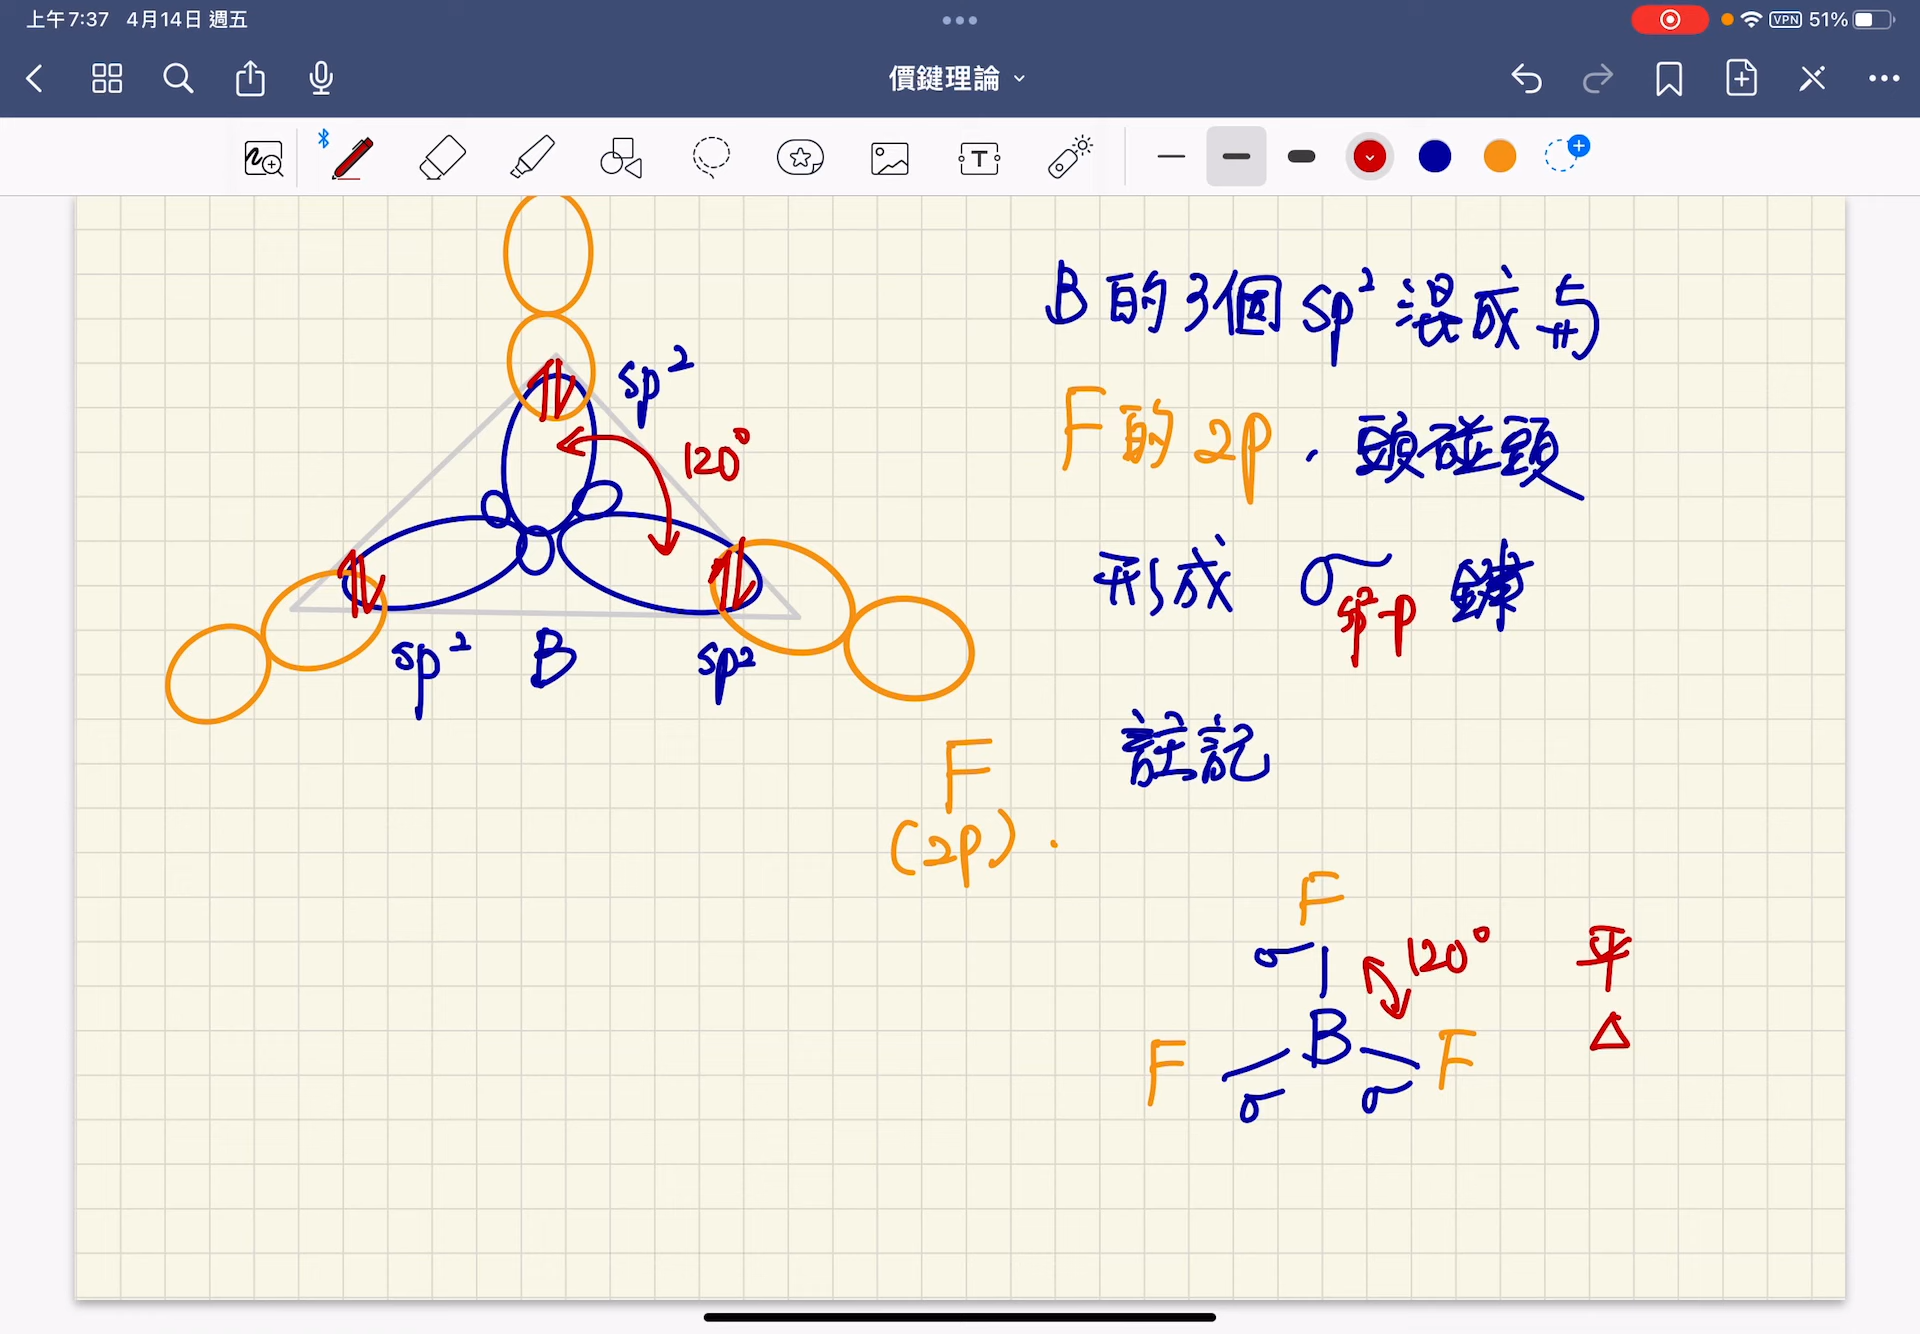 上午7:37 4月14日 週五
VPN 51%
價鍵理論
T
B的3個sp²混成与
F的2p.頭碰頭
形成 σsp²-p 鍵
註記
sp²
120°
sp² B sp²
F
(2p).
F
σ 120° 平
F B F △
σ σ